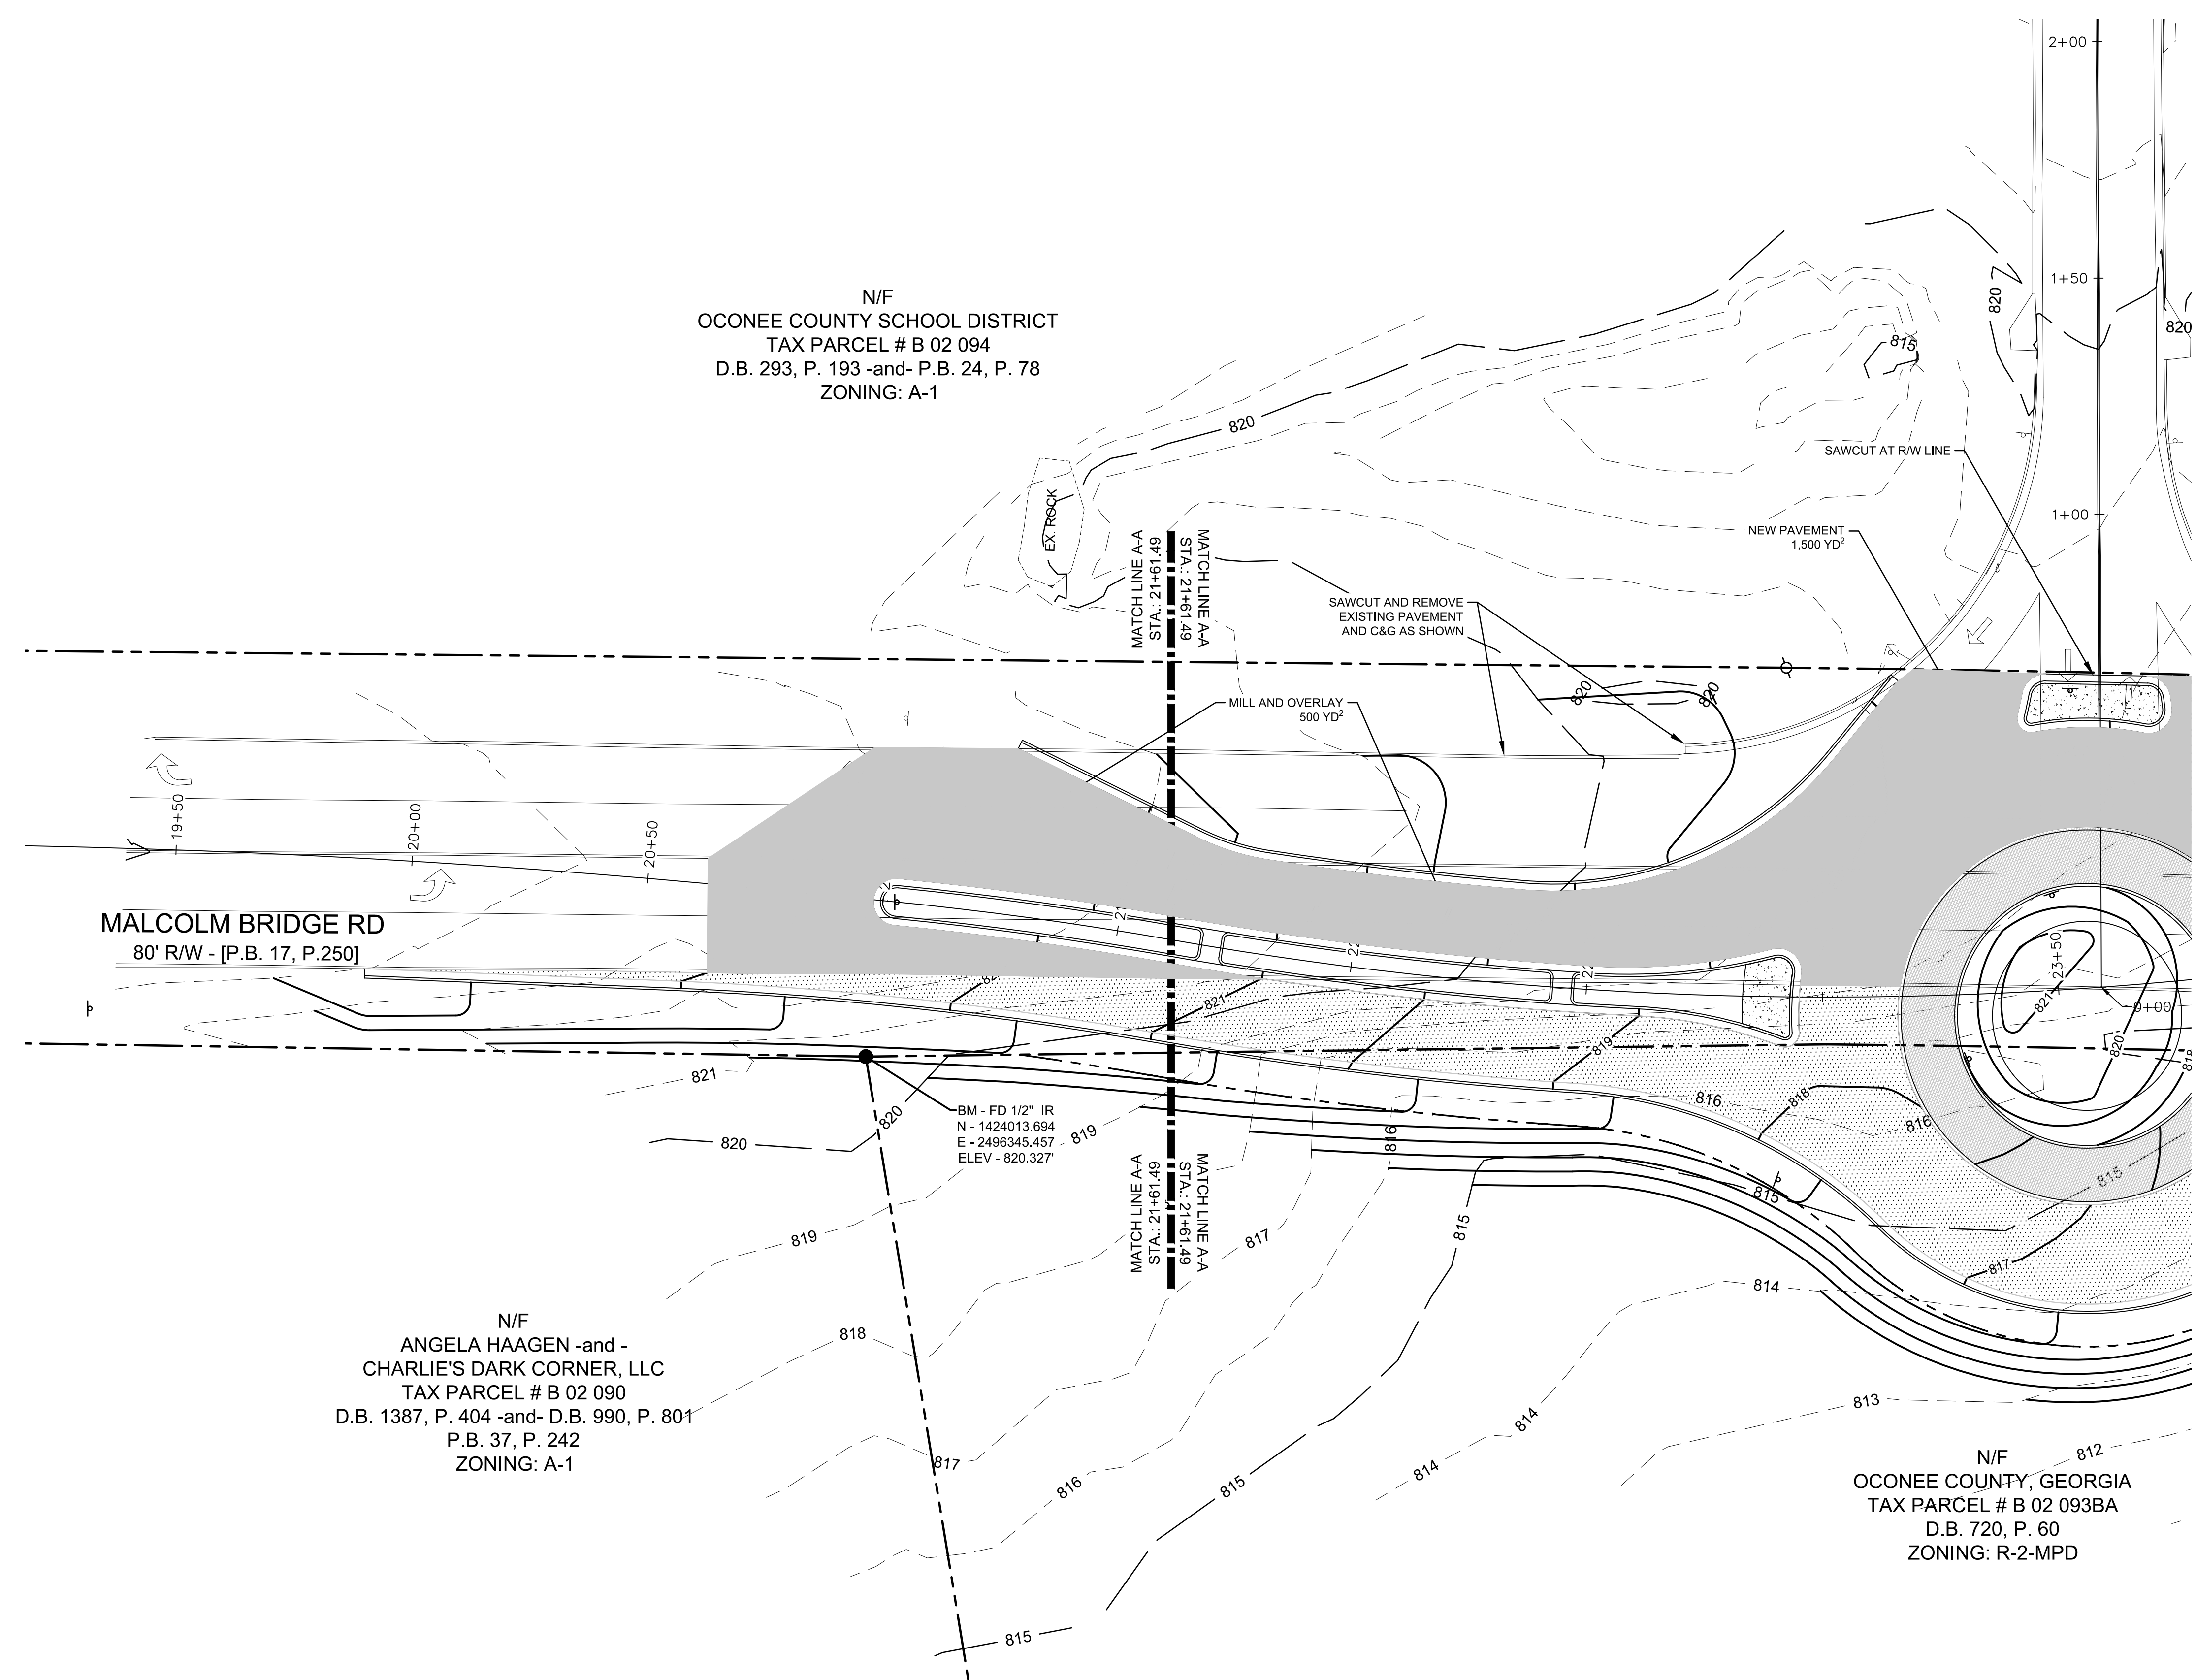 2+00
1+50
820
820
815
N/F
OCONEE COUNTY SCHOOL DISTRICT
TAX PARCEL # B 02 094
D.B. 293, P. 193 -and- P.B. 24, P. 78
ZONING: A-1
820
SAWCUT AT R/W LINE
EX. ROCK
1+00
NEW PAVEMENT
1,500 YD²
MATCH LINE A-A
STA.: 21+61.49
STA.: 21+61.49
MATCH LINE A-A
SAWCUT AND REMOVE
EXISTING PAVEMENT
AND C&G AS SHOWN
820
820
MILL AND OVERLAY
500 YD²
19+50
20+00
20+50
MALCOLM BRIDGE RD
80' R/W - [P.B. 17, P.250]
21
22
22
23+50
821
0+00
820
818
821
819
821
820
820
819
BM - FD 1/2" IR
N - 1424013.694
E - 2496345.457
ELEV - 820.327'
816
818
816
816
815
815
MATCH LINE A-A
STA.: 21+61.49
STA.: 21+61.49
MATCH LINE A-A
819
817
815
817
814
818
N/F
ANGELA HAAGEN -and -
CHARLIE'S DARK CORNER, LLC
TAX PARCEL # B 02 090
D.B. 1387, P. 404 -and- D.B. 990, P. 801
P.B. 37, P. 242
ZONING: A-1
813
814
817
816
815
814
812
N/F
OCONEE COUNTY, GEORGIA
TAX PARCEL # B 02 093BA
D.B. 720, P. 60
ZONING: R-2-MPD
815